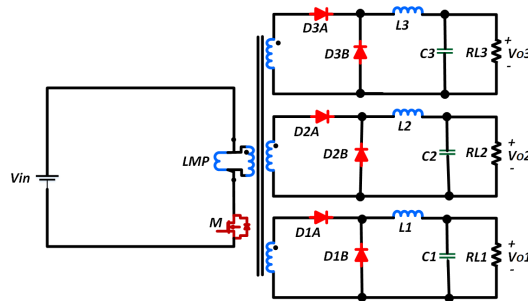 D3A
L3
D3B
C3
RL3
+
Vo3
-
D2A
L2
LMP
D2B
C2
RL2
+
Vo2
-
Vin
M
D1A
L1
D1B
C1
RL1
+
Vo1
-